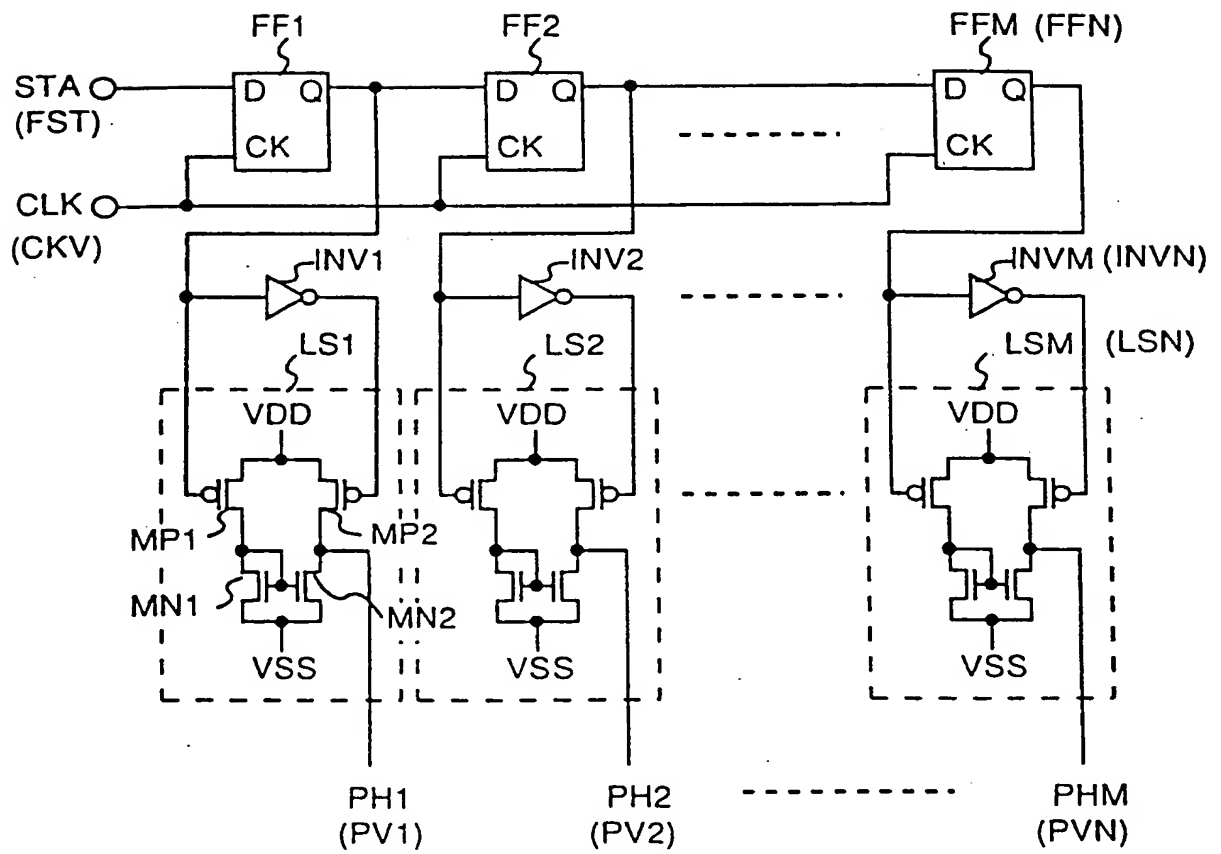 FF1 FF2 FFM (FFN)
STA D Q D Q D Q
(FST)
CK CK CK
CLK
(CKV)
INV1 INV2 INVM (INVN)
LS1 LS2 LSM (LSN)
VDD VDD VDD
MP1 MP2
MN1 MN2
VSS VSS VSS
PH1 PH2 PHM
(PV1) (PV2) (PVN)